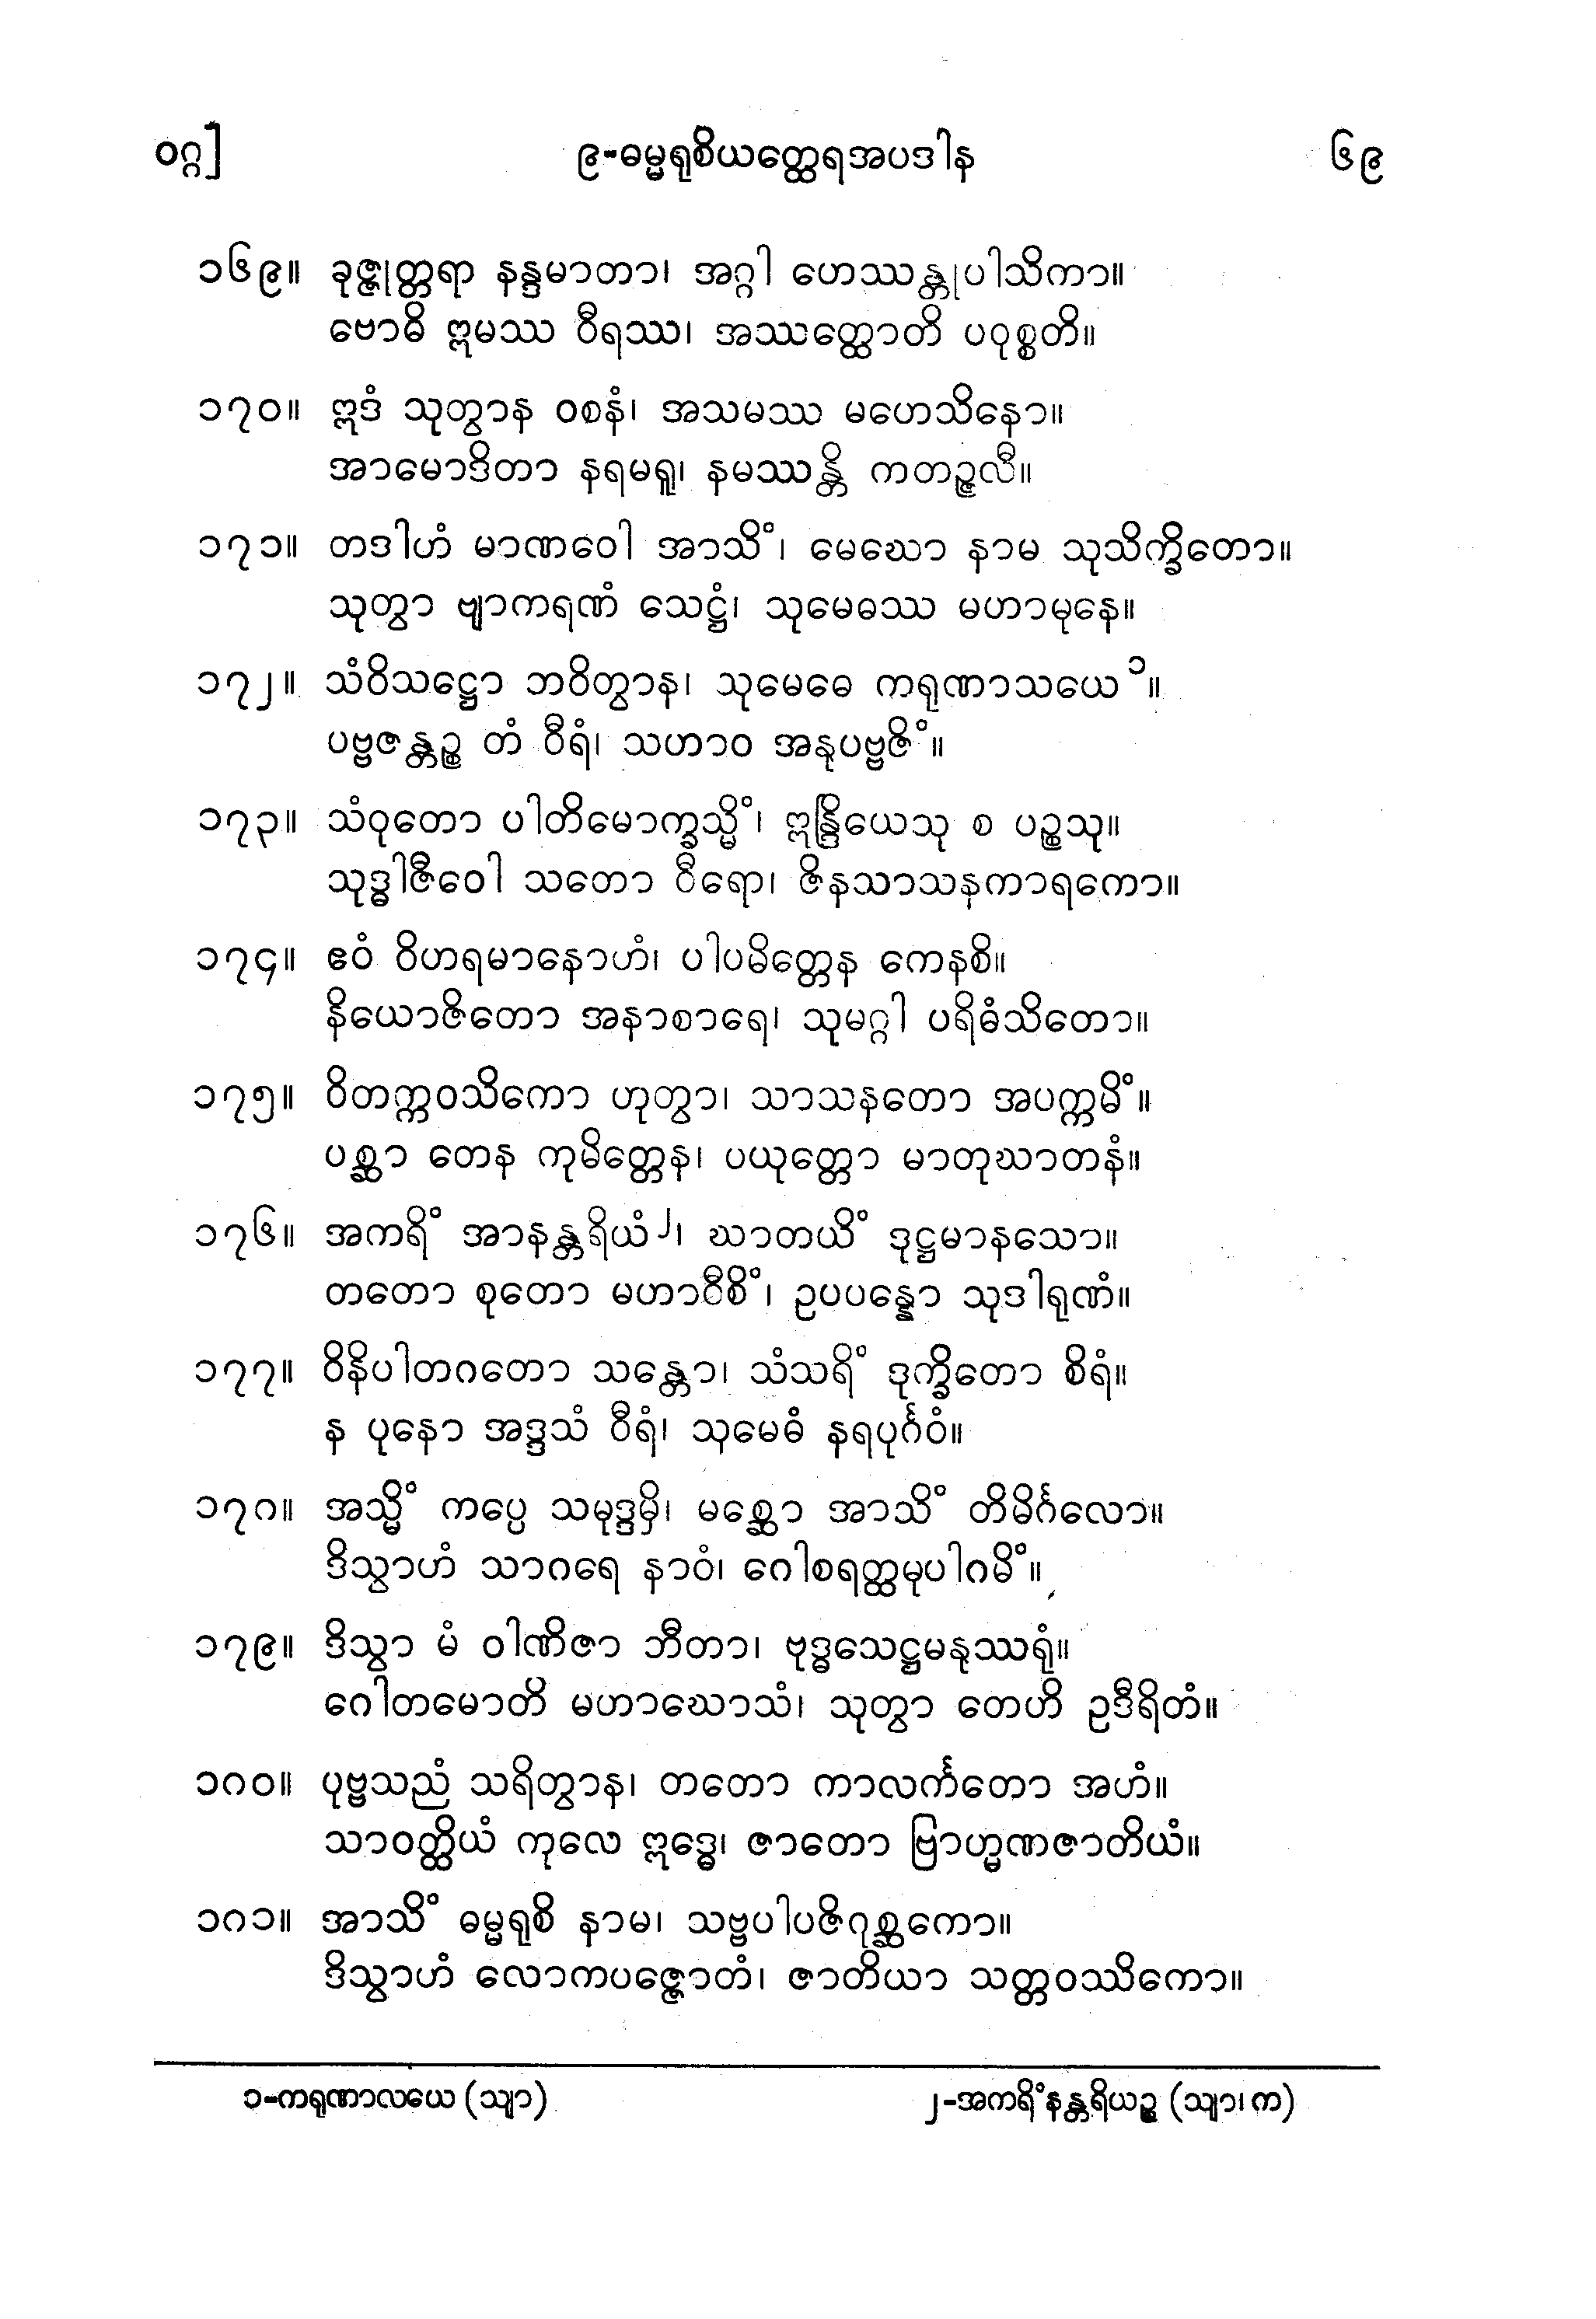 ဝဂ္ဂ]
၉-ဓမ္မရုစိယတ္ထေရအပဒါန
၆၉
၁၆၉။ ခုဇ္ဇုတ္တရာ နန္ဒမာတာ၊ အဂ္ဂါ ဟေဿန္တုပါသိကာ။
ဗောဓိ ဣမဿ ဝီရဿ၊ အဿတ္ထောတိ ပဝုစ္စတိ။
၁၇၀။ ဣဒံ သုတွာန ဝစနံ၊ အသမဿ မဟေသိနော။
အာမောဒိတာ နရမရူ၊ နမဿန္တိ ကတဉ္ဇလီ။
၁၇၁။ တဒါဟံ မာဏဝေါ အာသိံ၊ မေဃော နာမ သုသိက္ခိတော။
သုတွာ ဗျာကရဏံ သေဋ္ဌံ၊ သုမေဓဿ မဟာမုနေ။
၁၇၂။ သံဝိသဋ္ဌော ဘဝိတွာန၊ သုမေဓေ ကရုဏာသယေ ၁။
ပဗ္ဗဇန္တဉ္စ တံ ဝီရံ၊ သဟာဝ အနုပဗ္ဗဇိံ။
၁၇၃။ သံဝုတော ပါတိမောက္ခသ္မိံ၊ ဣန္ဒြိယေသု စ ပဉ္စသု။
သုဒ္ဓါဇီဝေါ သတော ဝီရော၊ ဇိနသာသနကာရကော။
၁၇၄။ ဧဝံ ဝိဟရမာနောဟံ၊ ပါပမိတ္တေန ကေနစိ။
နိယောဇိတော အနာစာရေ၊ သုမဂ္ဂါ ပရိဓံသိတော။
၁၇၅။ ဝိတက္ကဝသိကော ဟုတွာ၊ သာသနတော အပက္ကမိံ။
ပစ္ဆာ တေန ကုမိတ္တေန၊ ပယုတ္တော မာတုဃာတနံ။
၁၇၆။ အကရိံ အာနန္တရိယံ၂၊ ဃာတယိံ ဒုဋ္ဌမာနသော။
တတော စုတော မဟာဝီစိံ၊ ဥပပန္နော သုဒါရုဏံ။
၁၇၇။ ဝိနိပါတဂတော သန္တော၊ သံသရိံ ဒုက္ခိတော စိရံ။
န ပုနော အဒ္ဒသံ ဝီရံ၊ သုမေဓံ နရပုင်္ဂဝံ။
၁၇၈။ အသ္မိံ ကပ္ပေ သမုဒ္ဒမှိ၊ မစ္ဆော အာသိံ တိမိင်္ဂလော။
ဒိသွာဟံ သာဂရေ နာဝံ၊ ဂေါစရတ္ထမုပါဂမိံ။
၁၇၉။ ဒိသွာ မံ ဝါဏိဇာ ဘီတာ၊ ဗုဒ္ဓသေဋ္ဌမနုဿရုံ။
ဂေါတမောတိ မဟာဃောသံ၊ သုတွာ တေဟိ ဥဒီရိတံ။
၁၈၀။ ပုဗ္ဗသညံ သရိတွာန၊ တတော ကာလင်္ကတော အဟံ။
သာဝတ္ထိယံ ကုလေ ဣဒ္ဓေ၊ ဇာတော ဗြာဟ္မဏဇာတိယံ။
၁၈၁။ အာသိံ ဓမ္မရုစိ နာမ၊ သဗ္ဗပါပဇိဂုစ္ဆကော။
ဒိသွာဟံ လောကပဇ္ဇောတံ၊ ဇာတိယာ သတ္တဝဿိကော။
၁-ကရုဏာလယေ (သျာ)
၂-အကရိံနန္တရိယဉ္စ (သျာ၊ က)